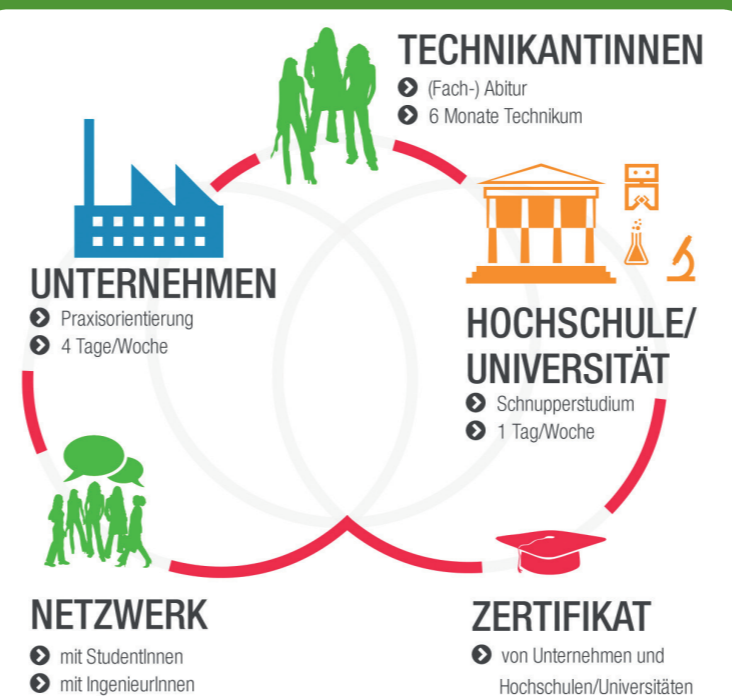 TECHNIKANTINNEN
(Fach-) Abitur
6 Monate Technikum
UNTERNEHMEN
Praxisorientierung
4 Tage/Woche
HOCHSCHULE/
UNIVERSITÄT
Schnupperstudium
1 Tag/Woche
NETZWERK
mit StudentInnen
mit IngenieurInnen
ZERTIFIKAT
von Unternehmen und
Hochschulen/Universitäten